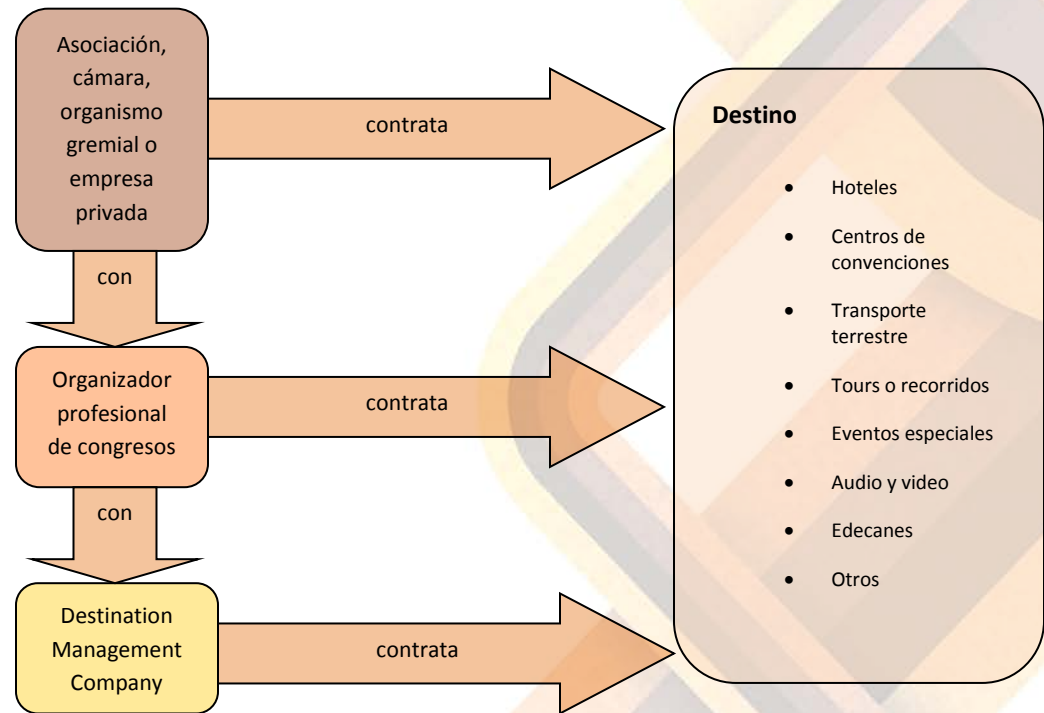 Asociación,
cámara,
organismo
gremial o
empresa
privada
contrata
con
Organizador
profesional
de congresos
contrata
con
Destination
Management
Company
contrata
Destino
• Hoteles
• Centros de
convenciones
• Transporte
terrestre
• Tours o recorridos
• Eventos especiales
• Audio y video
• Edecanes
• Otros